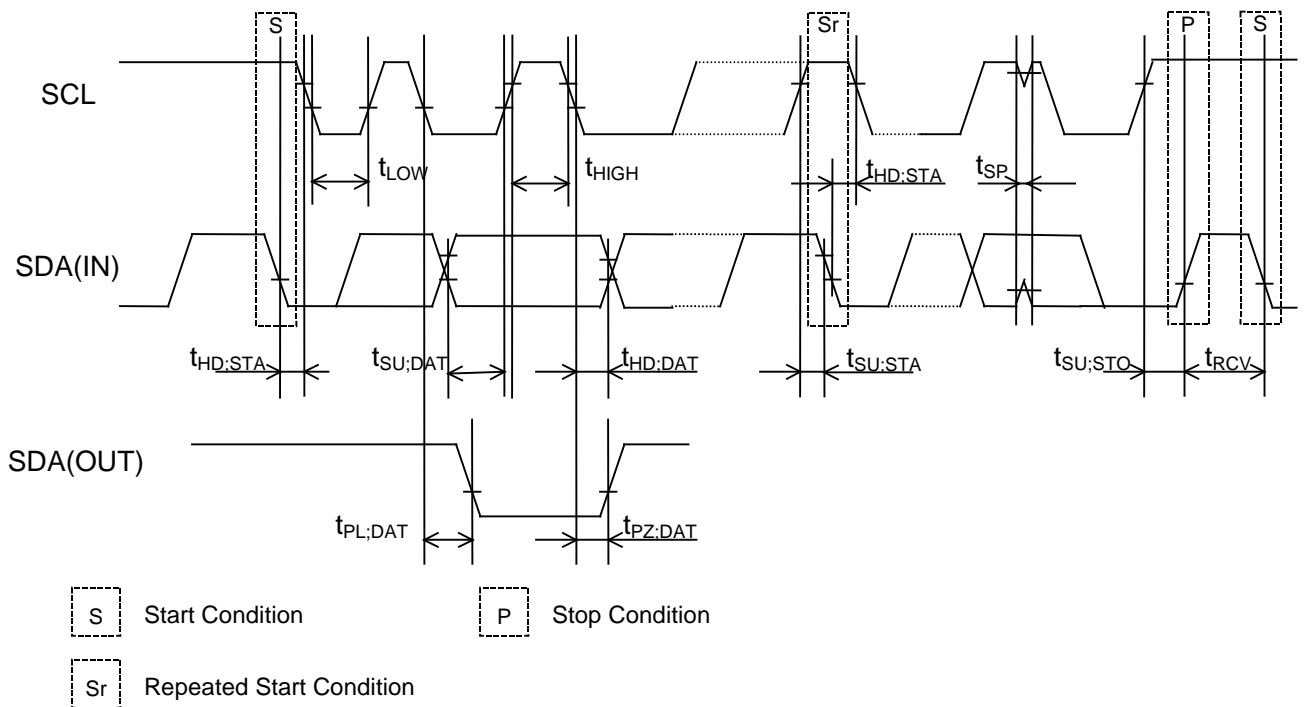 S Sr P S
SCL
tLOW tHIGH tHD;STA tSP
SDA(IN)
tHD;STA tSU;DAT tHD;DAT tSU;STA tSU;STO tRCV
SDA(OUT)
tPL;DAT tPZ;DAT
S Start Condition P Stop Condition
Sr Repeated Start Condition